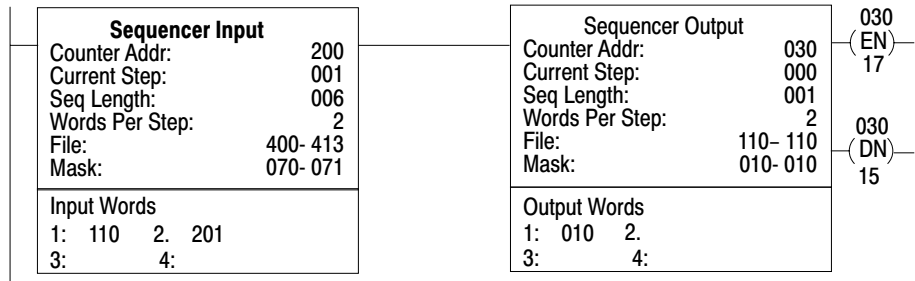 Sequencer Input
Counter Addr: 200
Current Step: 001
Seq Length: 006
Words Per Step: 2
File: 400- 413
Mask: 070- 071
Input Words
1: 110 2. 201
3: 4:
Sequencer Output
Counter Addr: 030
Current Step: 000
Seq Length: 001
Words Per Step: 2
File: 110– 110
Mask: 010- 010
Output Words
1: 010 2.
3: 4:
030
EN
17
030
DN
15